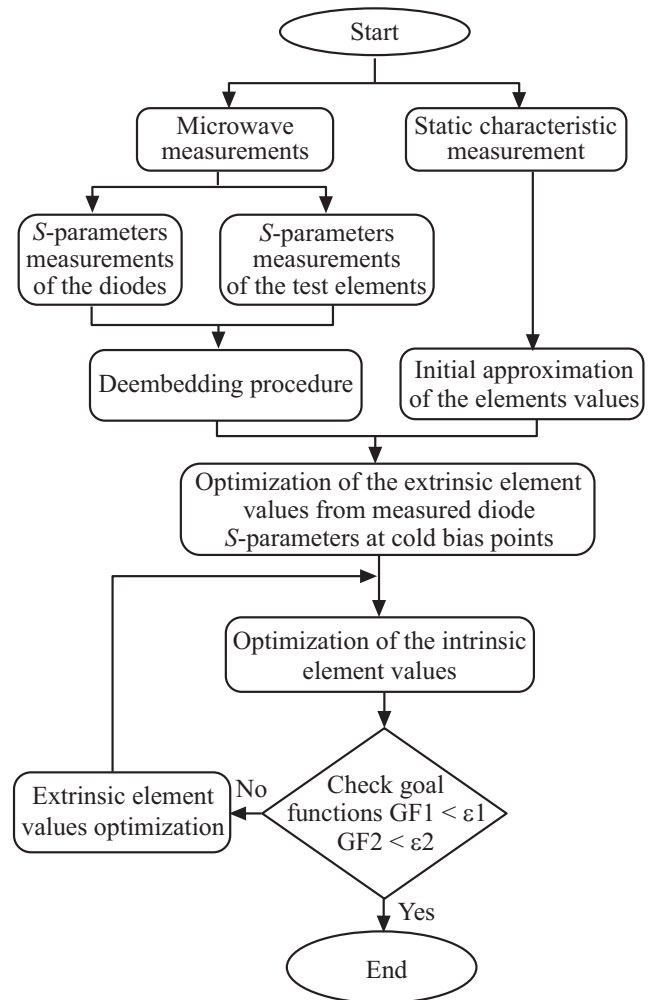 Start
Microwave
measurements
Static characteristic
measurement
S-parameters
measurements
of the diodes
S-parameters
measurements
of the test elements
Deembedding procedure
Initial approximation
of the elements values
Optimization of the extrinsic element
values from measured diode
S-parameters at cold bias points
Optimization of the intrinsic
element values
Check goal
functions GF1 < ε1
GF2 < ε2
No
Extrinsic element
values optimization
Yes
End